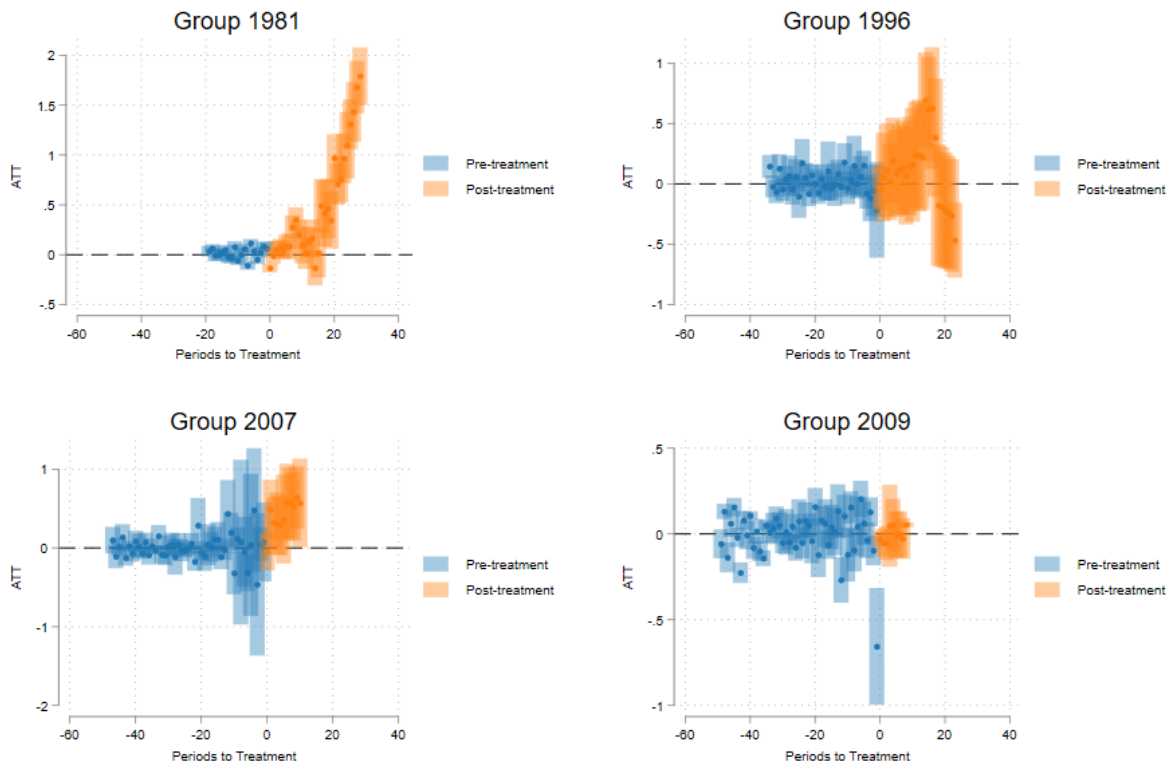 Group 1981
2
1.5
1
.5
0
-.5
ATT
-60 -40 -20 0 20 40
Periods to Treatment
Pre-treatment
Post-treatment
Group 1996
1
.5
0
-.5
-1
ATT
-60 -40 -20 0 20 40
Periods to Treatment
Pre-treatment
Post-treatment
Group 2007
1
0
-1
-2
ATT
-60 -40 -20 0 20 40
Periods to Treatment
Pre-treatment
Post-treatment
Group 2009
.5
0
-.5
-1
ATT
-60 -40 -20 0 20 40
Periods to Treatment
Pre-treatment
Post-treatment